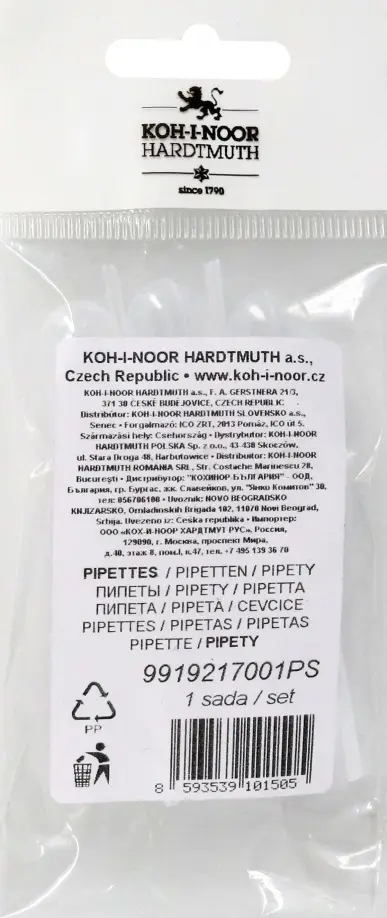 KOH-I-NOOR
HARDTMUTH
since 1790
KOH-I-NOOR HARDTMUTH a.s.,
Czech Republic • www.koh-i-noor.cz
KOH-I-NOOR HARDTMUTH a.s., F. A. GERSTNERA 21/3,
371 30 ČESKÉ BUDĚJOVICE, CZECH REPUBLIC
Distribútor: KOH-I-NOOR HARDTMUTH SLOVENSKO a.s.,
Senec • Forgalmazó: ICO ZRT, 2013 Pomáz, ICO út 5.
Származási hely: Csehország • Dystrybutor: KOH-I-NOOR
HARDTMUTH POLSKA Sp. z o.o., 43-438 Skoczów,
ul. Stara Droga 48, Harbutowice • Distribuitor: KOH-I-NOOR
HARDTMUTH ROMANIA SRL, Str. Costache Marinescu 28,
Bucureşti • Дистрибутор: "КОХИНОР БЪЛГАРИЯ" - ООД,
България, гр. Бургас, жк. Славейков, ул. "Янко Комитов" 30,
тел: 056706106 • Uvoznik: NOVO BEOGRADSKO
KNJIZARSKO, Omladinskih Brigada 102, 11070 Novi Beograd,
Srbija. Uvezeno iz: Ceska republika • Импортер:
ООО «КОХ-И-НООР ХАРДТМУТ РУС», Россия,
129090, г. Москва, проспект Мира,
д.40, этаж 8, пом.I, к.47, тел. +7 495 139 36 70
PIPETTES / PIPETTEN / PIPETY
ПИПЕТЫ / PIPETY / PIPETTA
ПИПЕТА / PIPETĂ / CEVCICE
PIPETTES / PIPETAS / PIPETAS
PIPETTE / PIPETY
9919217001PS
1 sada / set
PP
8 593539 101505